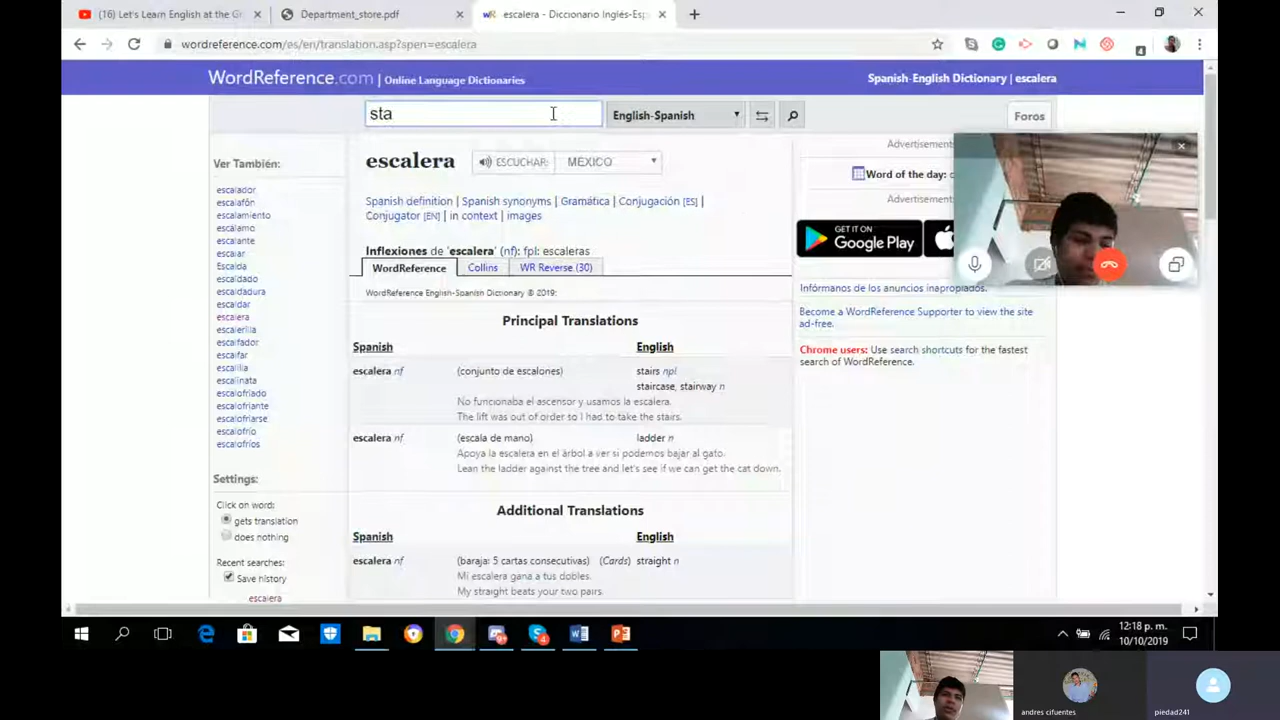 (16) Let's Learn English at the Gr
Department_store.pdf
WR escalera - Diccionario Inglés-Esp
wordreference.com/es/en/translation.asp?spen=escalera
4
WordReference.com | Online Language Dictionaries
Spanish-English Dictionary | escalera
sta
English-Spanish
Foros
Ver También:
escalador
escalafón
escalamiento
escálamo
escalante
escalar
Escalda
escaldado
escaldadura
escaldar
escalera
escalerilla
escalfador
escalfar
escalilla
escalinata
escalofriado
escalofriante
escalofriarse
escalofrío
escalofríos
Settings:
Click on word:
gets translation
does nothing
Recent searches:
Save history
escalera
escalera
ESCUCHAR:
MÉXICO
Spanish definition | Spanish synonyms | Gramática | Conjugación [ES] |
Conjugator [EN] | in context | images
Inflexiones de 'escalera' (nf): fpl: escaleras
WordReference
Collins
WR Reverse (30)
WordReference English-Spanish Dictionary © 2019:
Principal Translations
Spanish English
escalera nf (conjunto de escalones) stairs npl
staircase, stairway n
No funcionaba el ascensor y usamos la escalera.
The lift was out of order so I had to take the stairs.
escalera nf (escala de mano) ladder n
Apoya la escalera en el árbol a ver si podemos bajar al gato.
Lean the ladder against the tree and let's see if we can get the cat down.
Additional Translations
Spanish English
escalera nf (baraja: 5 cartas consecutivas) (Cards) straight n
Mi escalera gana a tus dobles.
My straight beats your two pairs.
Advertisement
Word of the day:
Advertisement
GET IT ON
Google Play
Infórmanos de los anuncios inapropiados.
Become a WordReference Supporter to view the site
ad-free.
Chrome users: Use search shortcuts for the fastest
search of WordReference.
12:18 p. m.
10/10/2019
andres cifuentes
piedad241